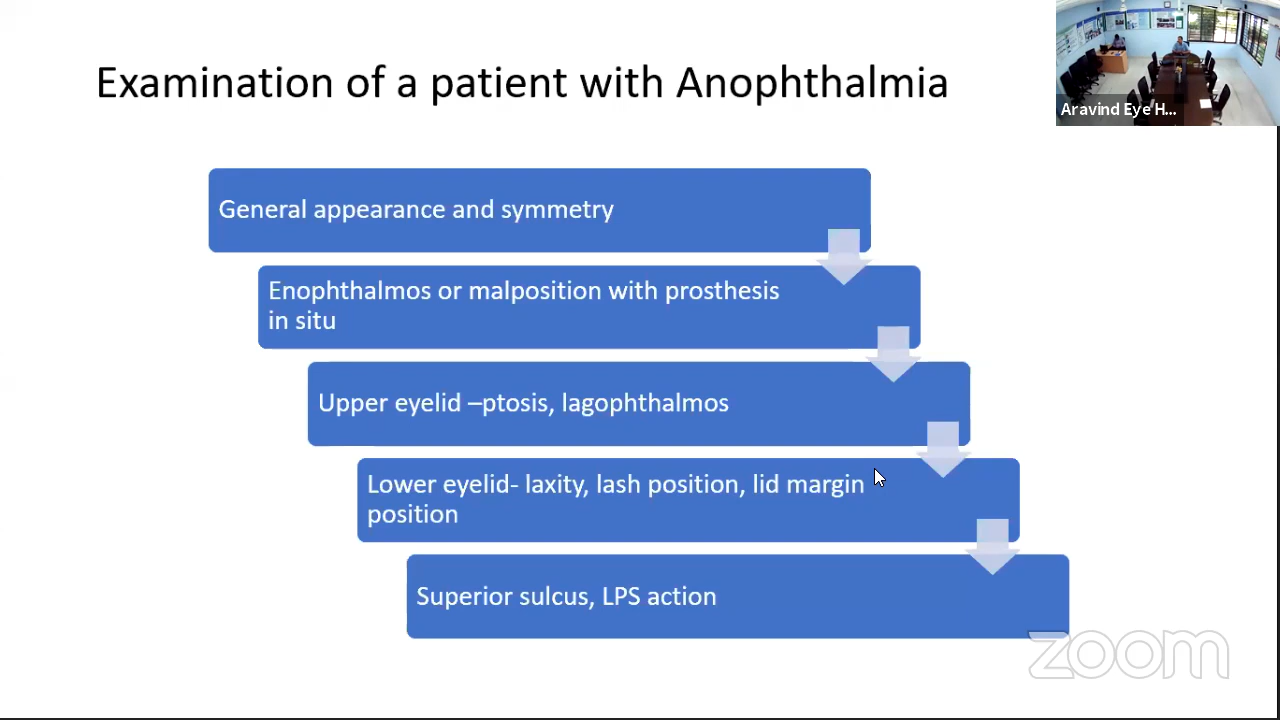 Examination of a patient with Anophthalmia
Aravind Eye H...
General appearance and symmetry
Enophthalmos or malposition with prosthesis
in situ
Upper eyelid –ptosis, lagophthalmos
Lower eyelid- laxity, lash position, lid margin
position
Superior sulcus, LPS action
zoom